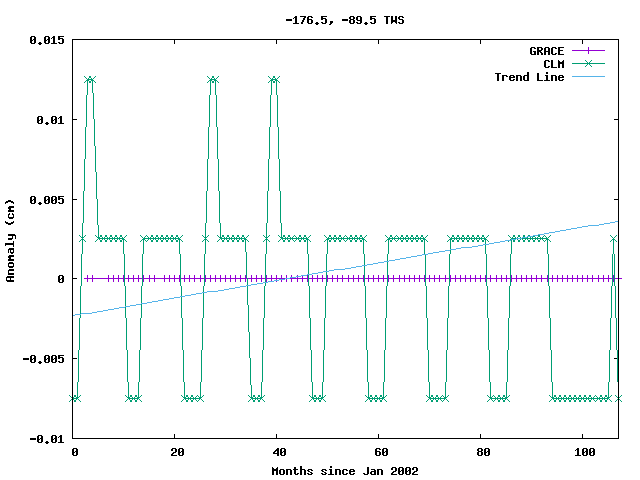 -176.5, -89.5 TWS
0.015
0.01
0.005
0
-0.005
-0.01
Anomaly (cm)
GRACE
CLM
Trend Line
0 20 40 60 80 100
Months since Jan 2002